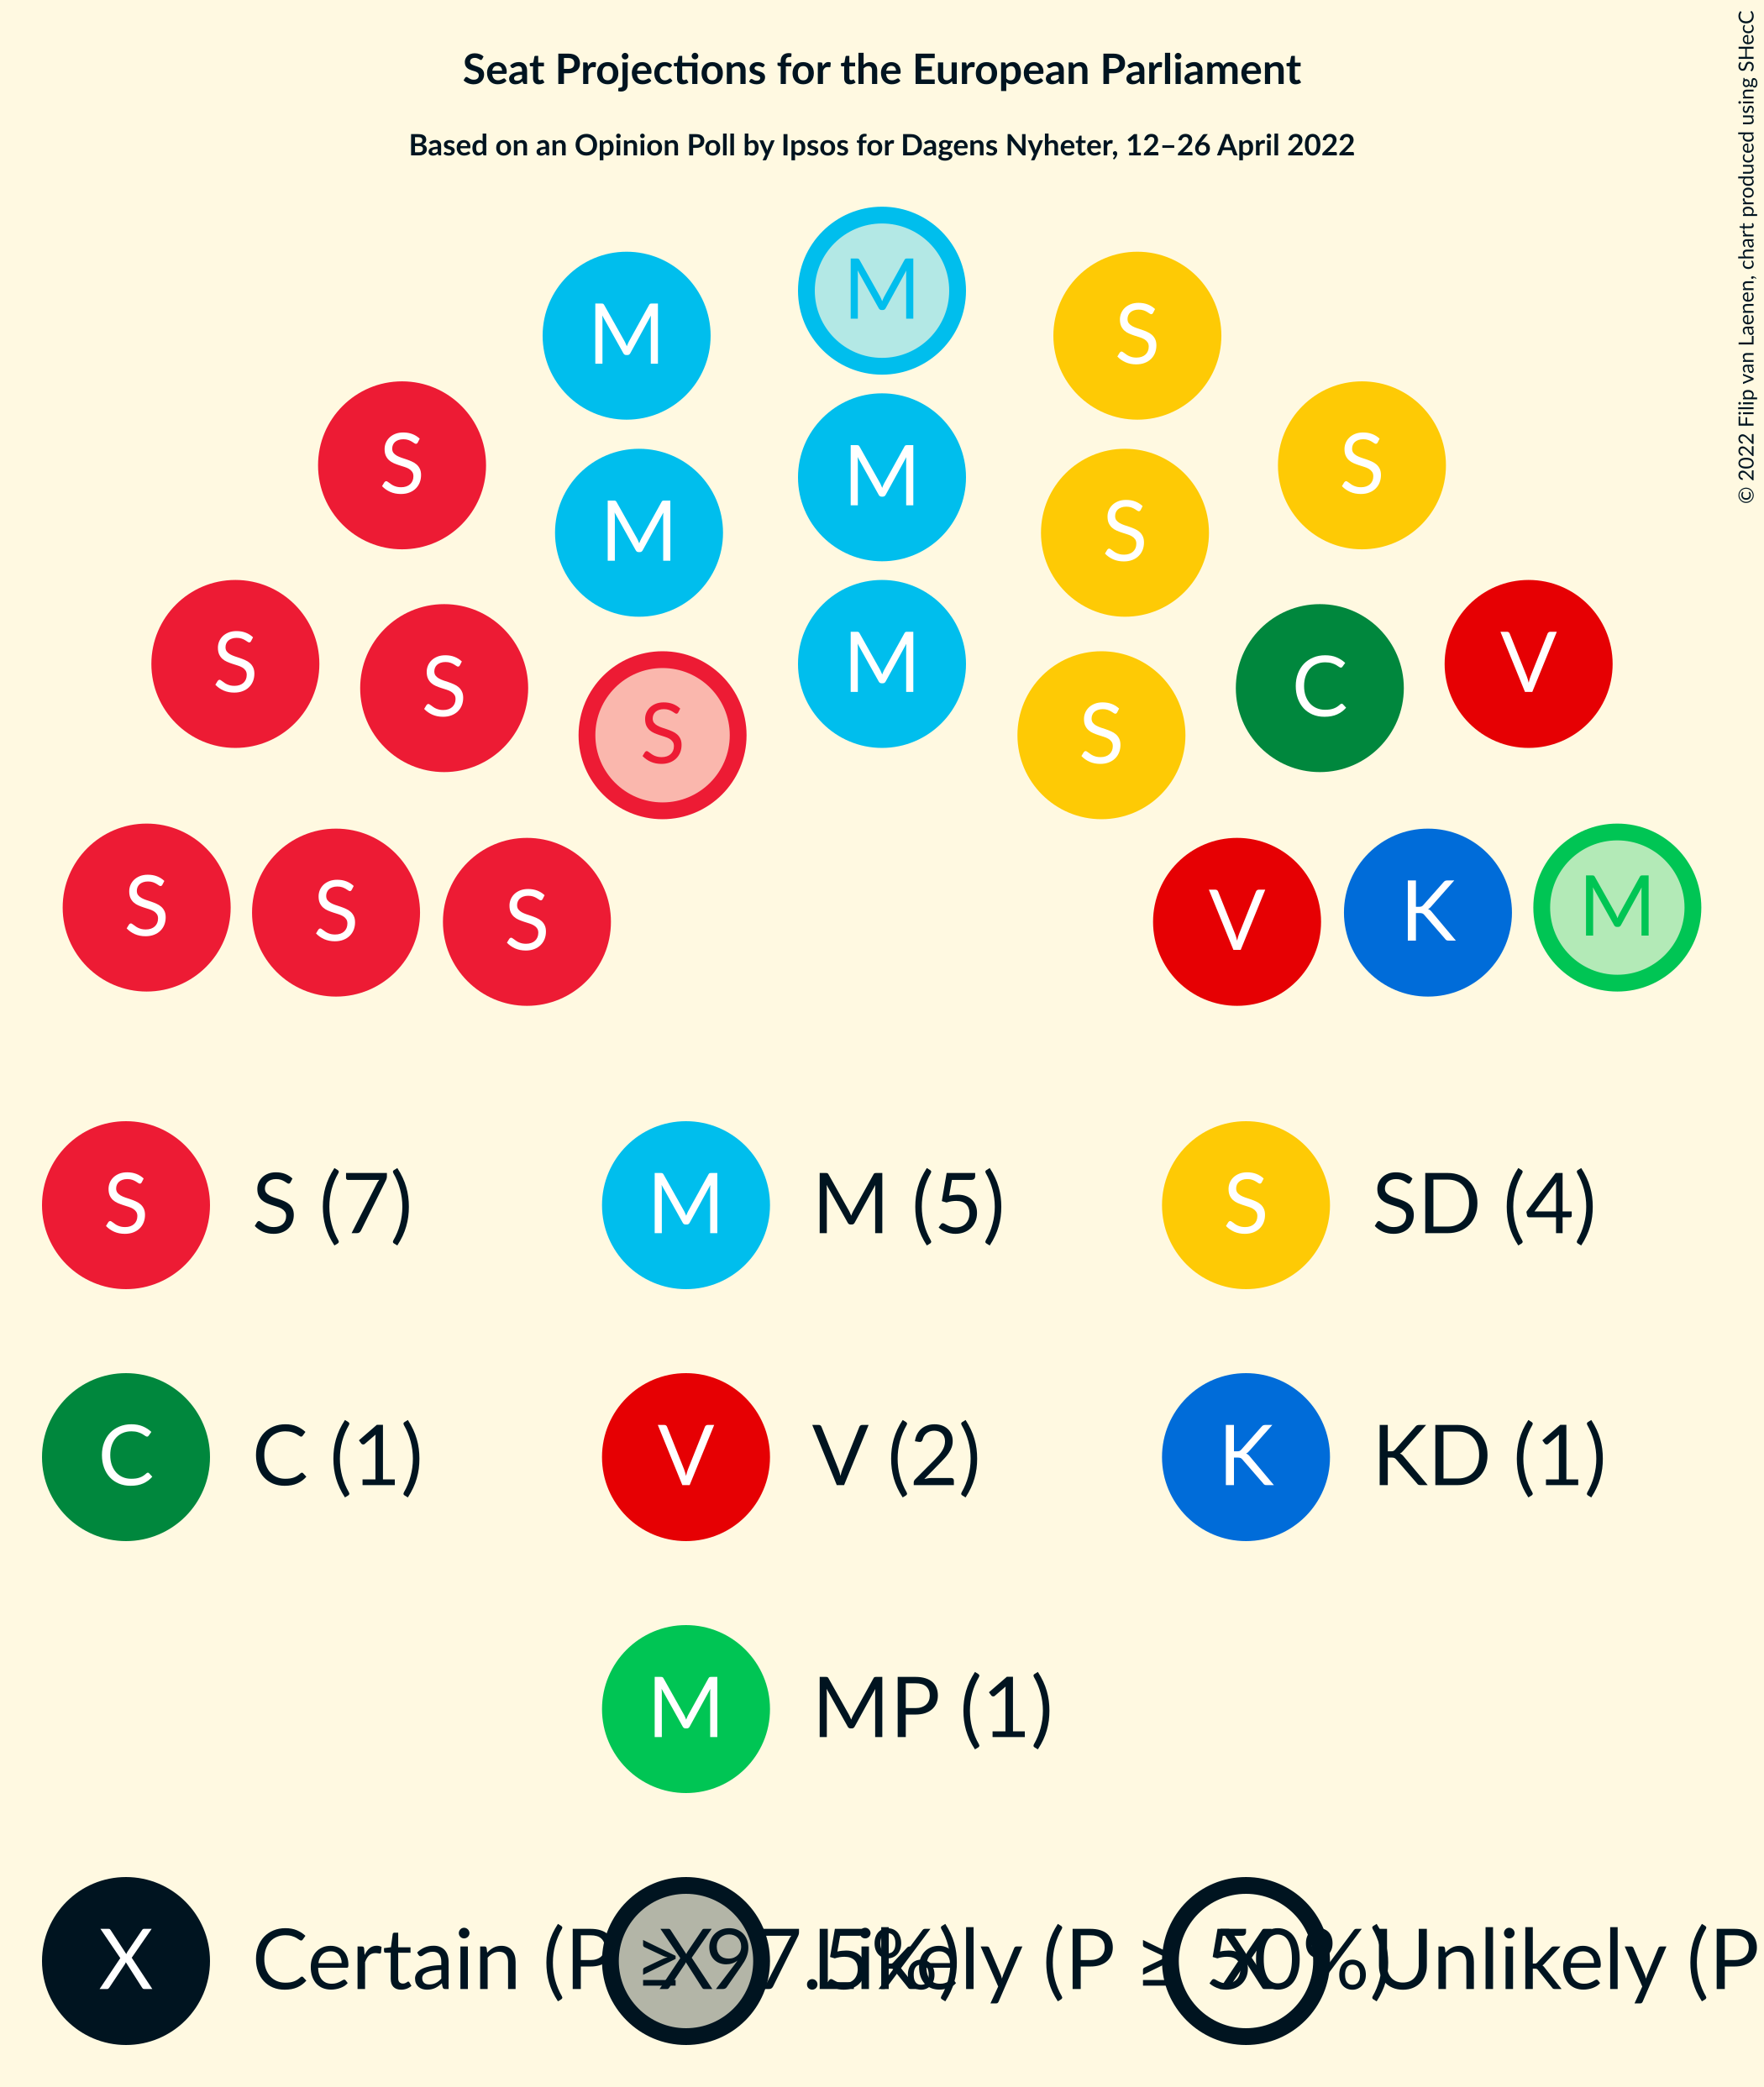 Seat Projections for the European Parliament
Based on an Opinion Poll by Ipsos for Dagens Nyheter, 12–26 April 2022
© 2022 Filip van Laenen, chart produced using SHecC
M
M M S
S S
M
M S
S V
S C
M
S S
S M
S K
S V
S S (7) M M (5) S SD (4)
C C (1) V V (2) K KD (1)
M MP (1)
X Certain (P ≥ 97.5%) X Likely (P ≥ 50%) X Unlikely (P